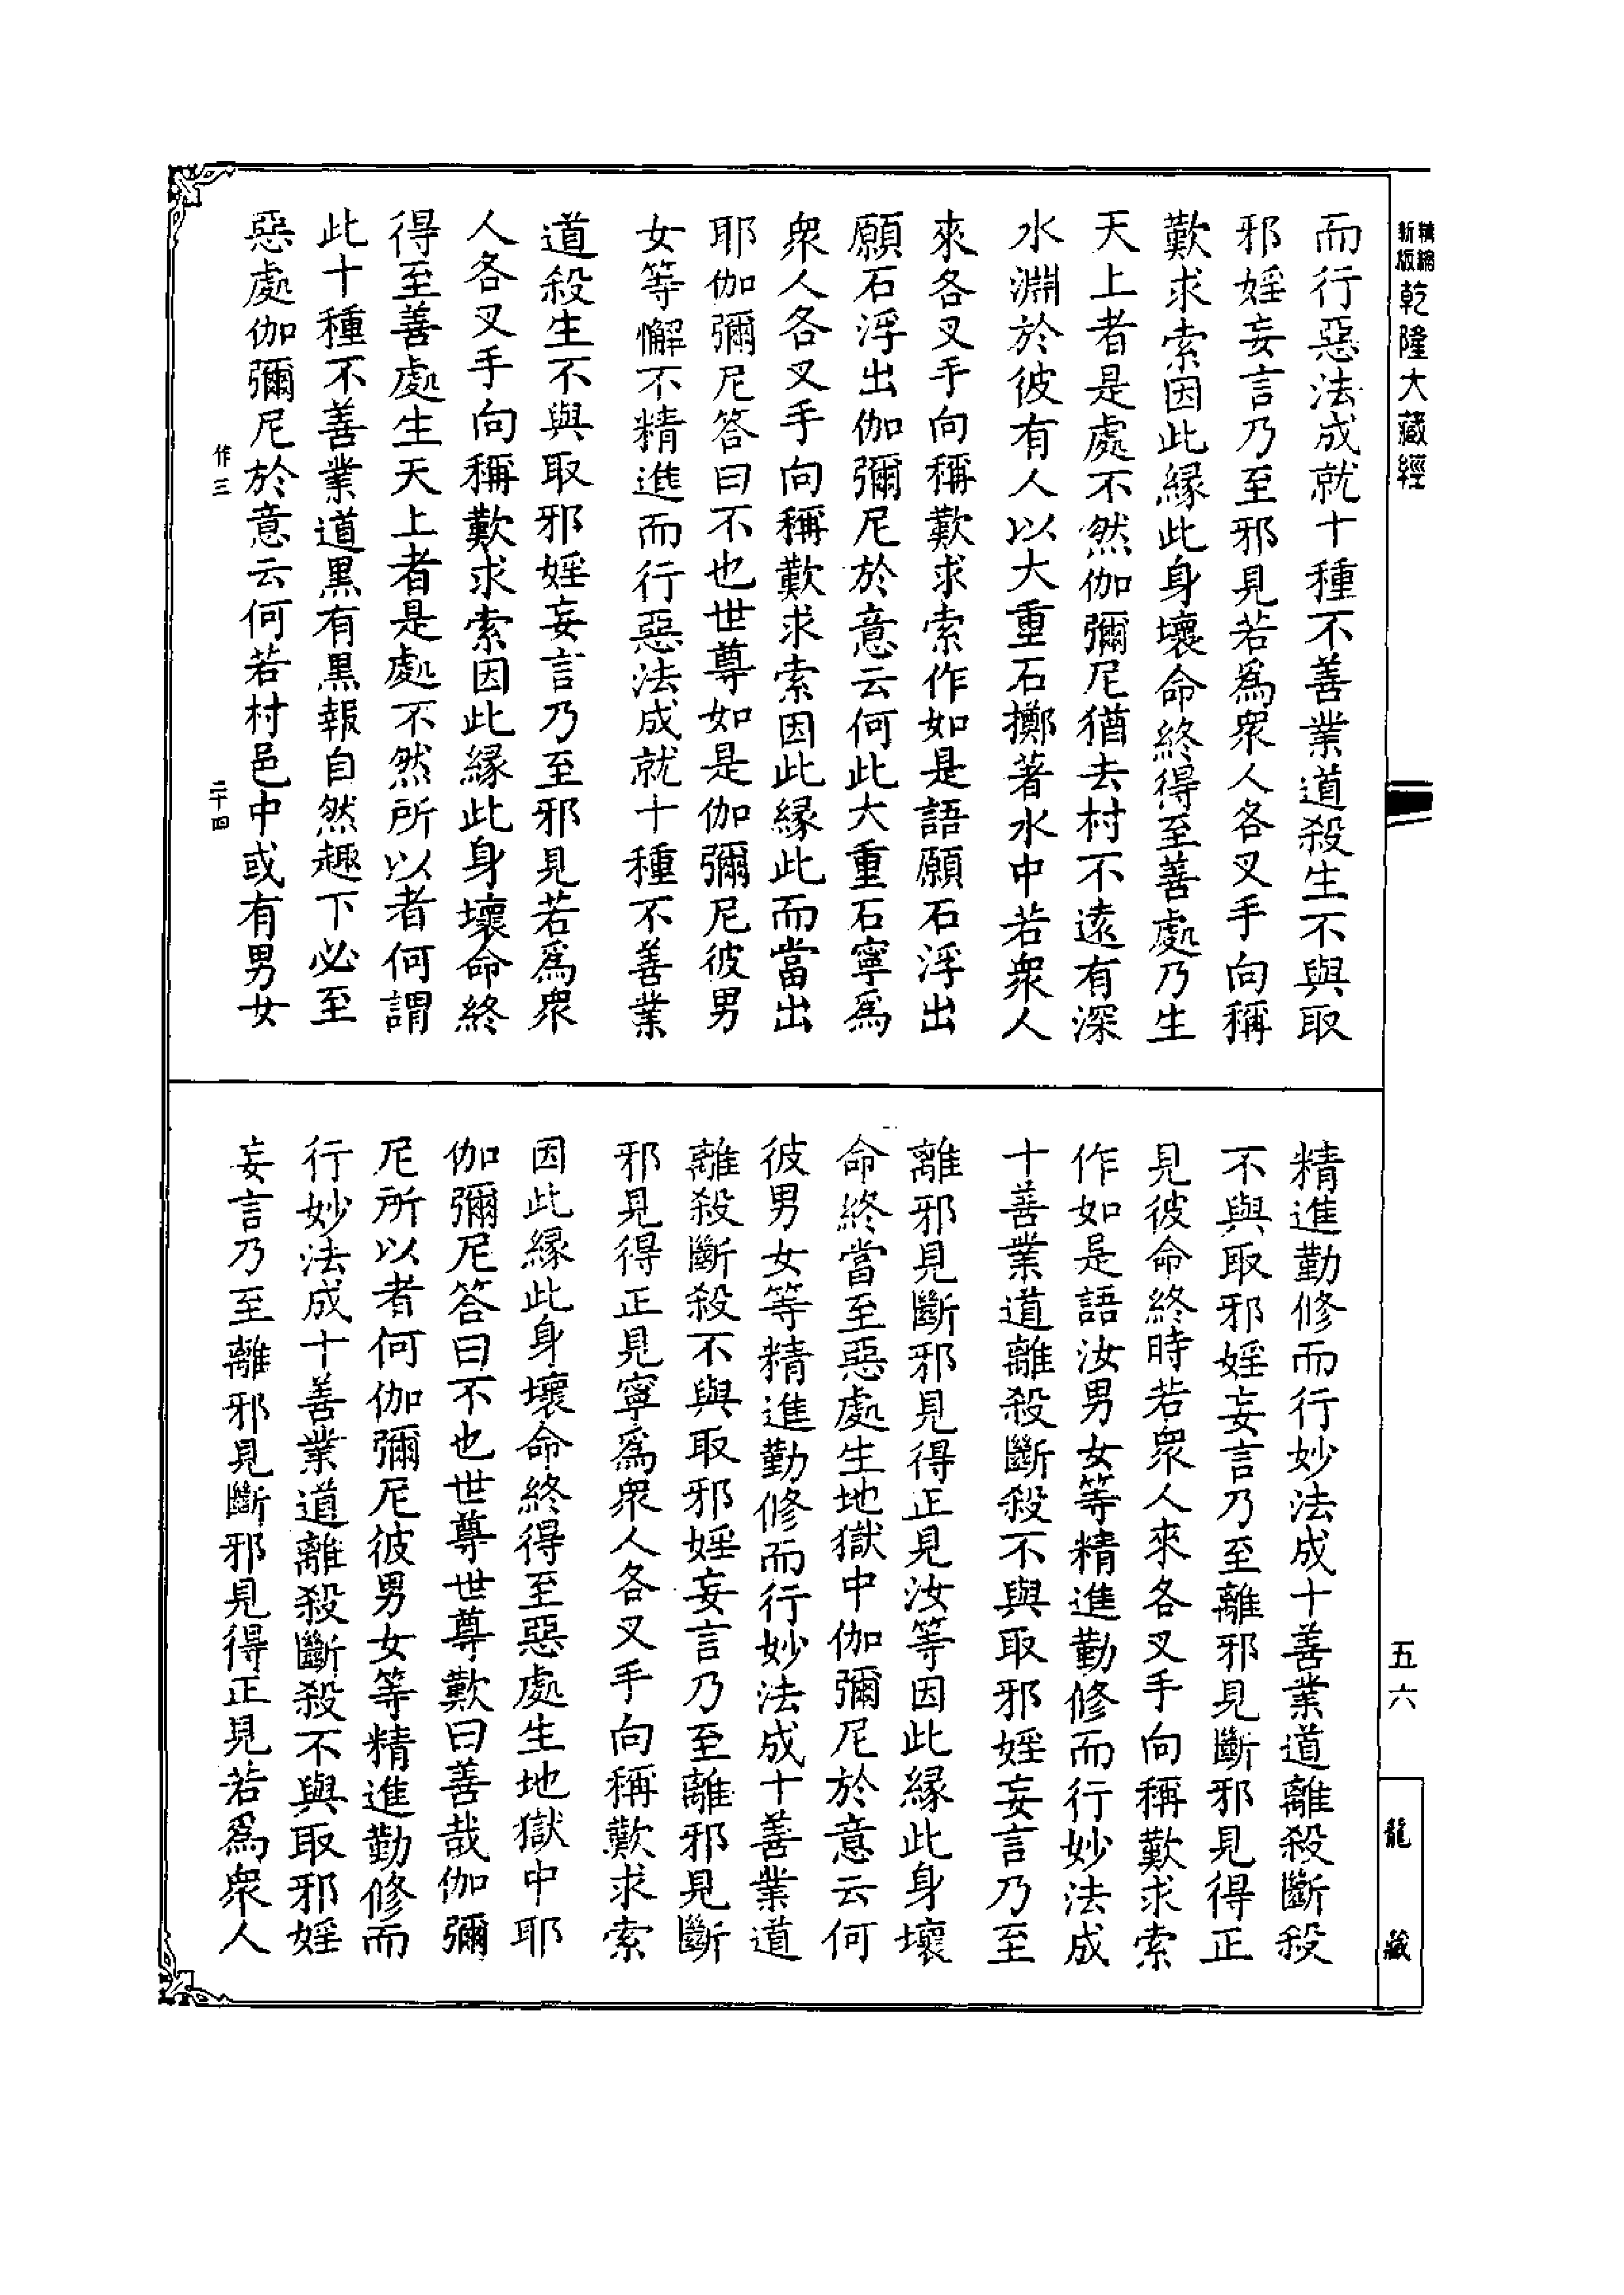 精縮新版乾隆大藏經
而行惡法成就十種不善業道殺生不與取
邪婬妄言乃至邪見若爲衆人各叉手向稱
歎求索因此緣此身壞命終得至善處乃生
天上者是處不然伽彌尼猶去村不遠有深
水淵於彼有人以大重石擲著水中若衆人
來各叉手向稱歎求索作如是語願石浮出
願石浮出伽彌尼於意云何此大重石寧爲
衆人各叉手向稱歎求索因此緣此而當出
耶伽彌尼答曰不也世尊如是伽彌尼彼男
女等懈不精進而行惡法成就十種不善業
道殺生不與取邪婬妄言乃至邪見若爲衆
人各叉手向稱歎求索因此緣此身壞命終
得至善處生天上者是處不然所以者何謂
此十種不善業道黑有黑報自然趣下必至
惡處伽彌尼於意云何若村邑中或有男女
作三
二十四
精進勤修而行妙法成十善業道離殺斷殺
不與取邪婬妄言乃至離邪見斷邪見得正
見彼命終時若衆人來各叉手向稱歎求索
作如是語汝男女等精進勤修而行妙法成
十善業道離殺斷殺不與取邪婬妄言乃至
離邪見斷邪見得正見汝等因此緣此身壞
命終當至惡處生地獄中伽彌尼於意云何
彼男女等精進勤修而行妙法成十善業道
離殺斷殺不與取邪婬妄言乃至離邪見斷
邪見得正見寧爲衆人各叉手向稱歎求索
因此緣此身壞命終得至惡處生地獄中耶
伽彌尼答曰不也世尊世尊歎曰善哉伽彌
尼所以者何伽彌尼彼男女等精進勤修而
行妙法成十善業道離殺斷殺不與取邪婬
妄言乃至離邪見斷邪見得正見若爲衆人
五六
龍藏